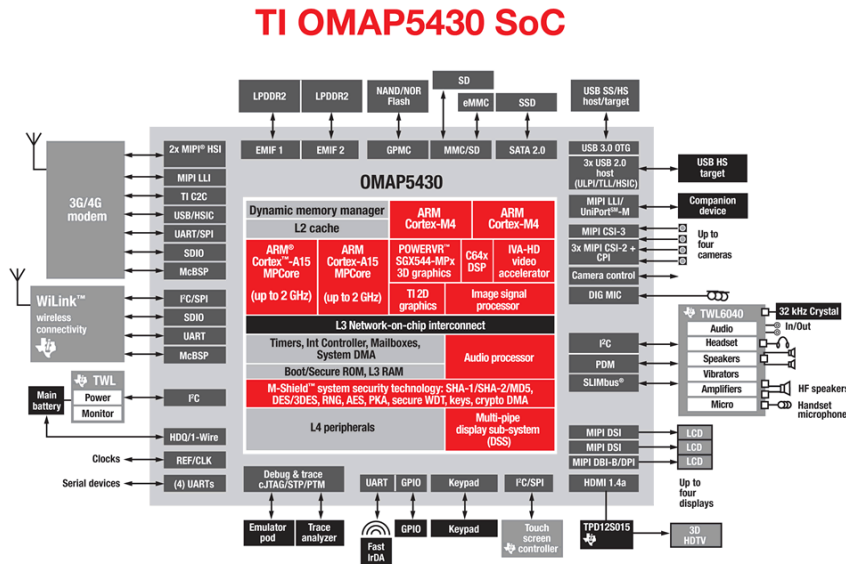 TI OMAP5430 SoC
LPDDR2
LPDDR2
NAND/NOR
Flash
SD
eMMC
SSD
USB SS/HS
host/target
EMIF 1
EMIF 2
GPMC
MMC/SD
SATA 2.0
USB 3.0 OTG
3x USB 2.0
host
(ULPI/TLL/HSIC)
USB HS
target
MIPI LLI/
UniPort℠-M
Companion
device
MIPI CSI-3
3x MIPI CSI-2 +
CPI
Up to
four
cameras
Camera control
DIG MIC
3G/4G
modem
2x MIPI® HSI
MIPI LLI
TI C2C
USB/HSIC
UART/SPI
SDIO
McBSP
WiLink™
wireless
connectivity
I²C/SPI
SDIO
UART
McBSP
Main
battery
TWL
Power
Monitor
I²C
HDQ/1-Wire
Clocks
REF/CLK
Serial devices
(4) UARTs
OMAP5430
Dynamic memory manager
L2 cache
ARM
Cortex-M4
ARM
Cortex-M4
ARM®
Cortex™-A15
MPCore
(up to 2 GHz)
ARM
Cortex-A15
MPCore
(up to 2 GHz)
POWERVR™
SGX544-MPx
3D graphics
C64x
DSP
IVA-HD
video
accelerator
TI 2D
graphics
Image signal
processor
L3 Network-on-chip interconnect
Timers, Int Controller, Mailboxes,
System DMA
Boot/Secure ROM, L3 RAM
Audio processor
M-Shield™ system security technology: SHA-1/SHA-2/MD5,
DES/3DES, RNG, AES, PKA, secure WDT, keys, crypto DMA
L4 peripherals
Multi-pipe
display sub-system
(DSS)
I²C
PDM
SLIMbus®
TWL6040
Audio
Headset
Speakers
Vibrators
Amplifiers
Micro
32 kHz Crystal
In/Out
HF speakers
Handset
microphone
MIPI DSI
LCD
MIPI DSI
LCD
MIPI DBI-B/DPI
LCD
HDMI 1.4a
Up to
four
displays
TPD12S015
3D
HDTV
Debug & trace
cJTAG/STP/PTM
UART
GPIO
Keypad
I²C/SPI
Emulator
pod
Trace
analyzer
Fast
IrDA
GPIO
Keypad
Touch
screen
controller